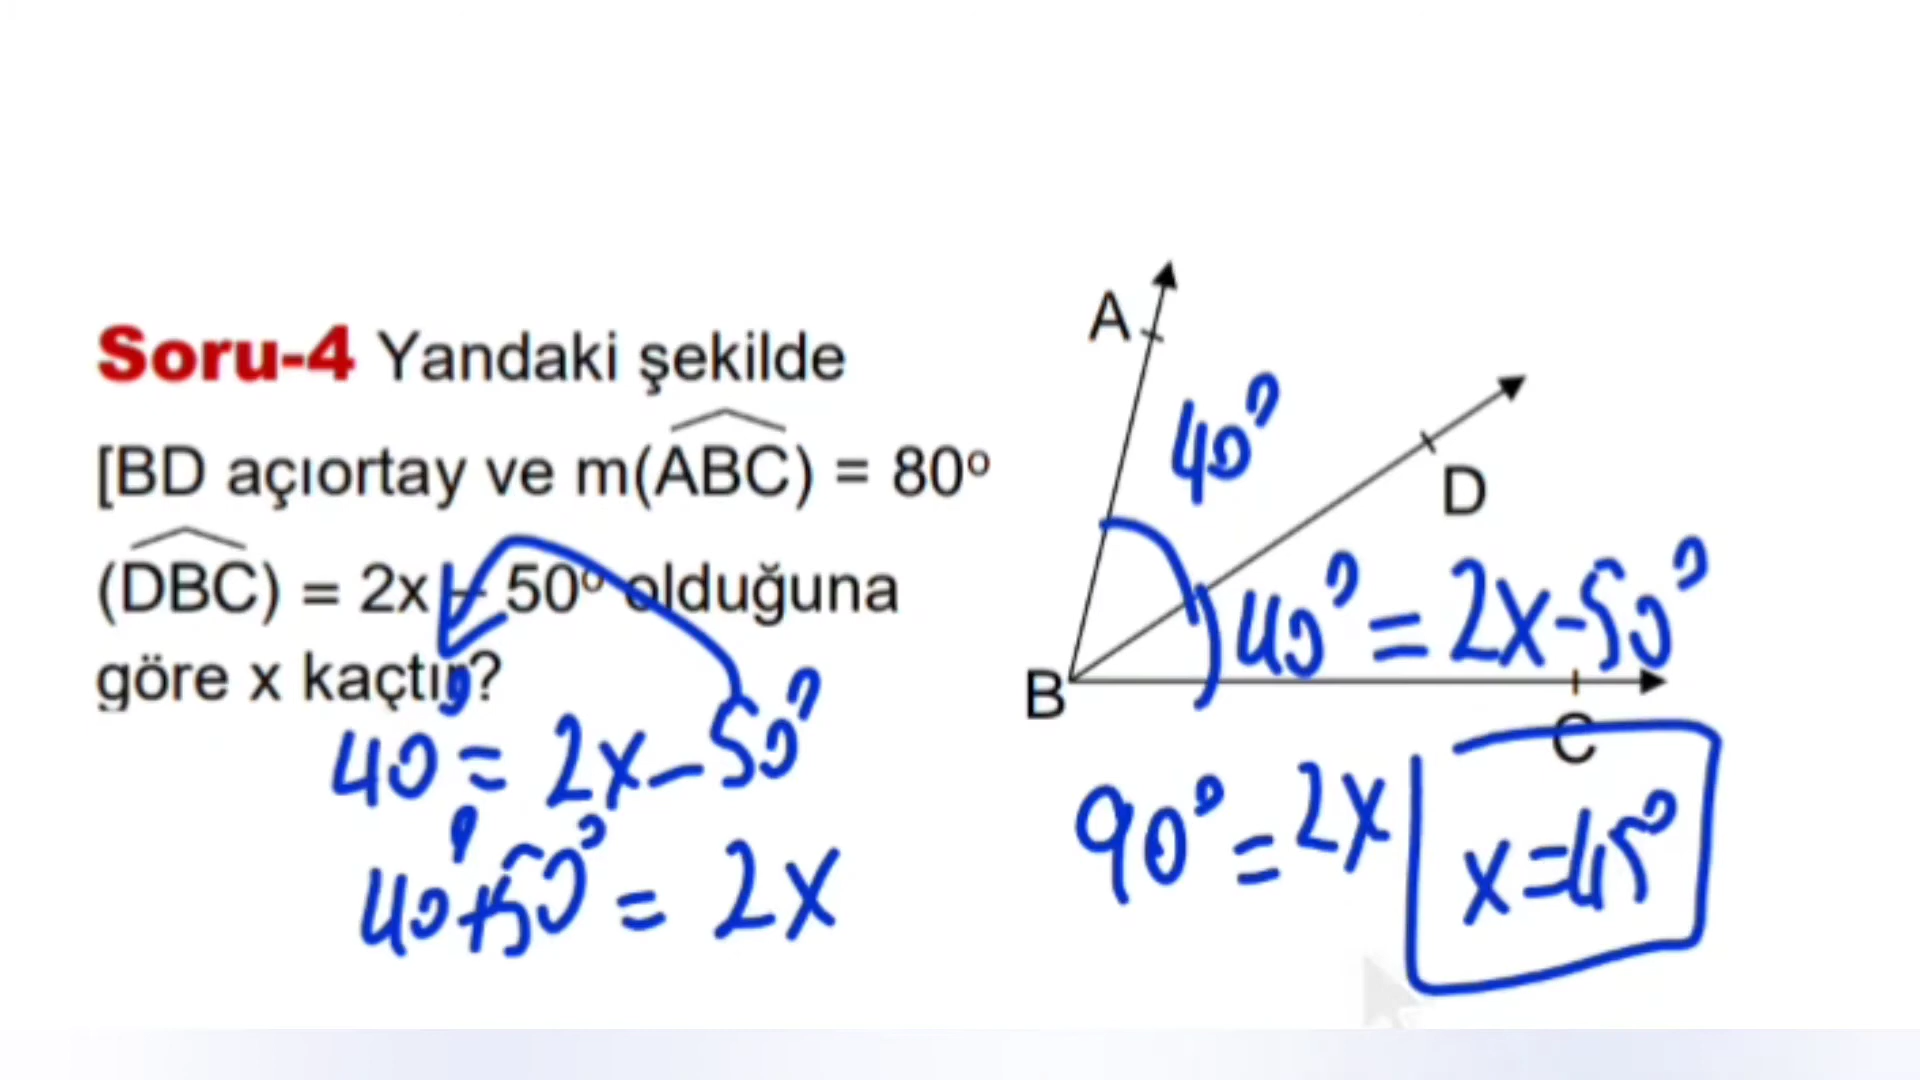 Soru-4 Yandaki şekilde
[BD açıortay ve m(ABC) = 80°
(DBC) = 2x - 50° olduğuna
göre x kaçtır?
40° = 2x - 50°
40° + 50° = 2x
A
40°
D
40° = 2x - 50°
B
C
90° = 2x
x = 45°